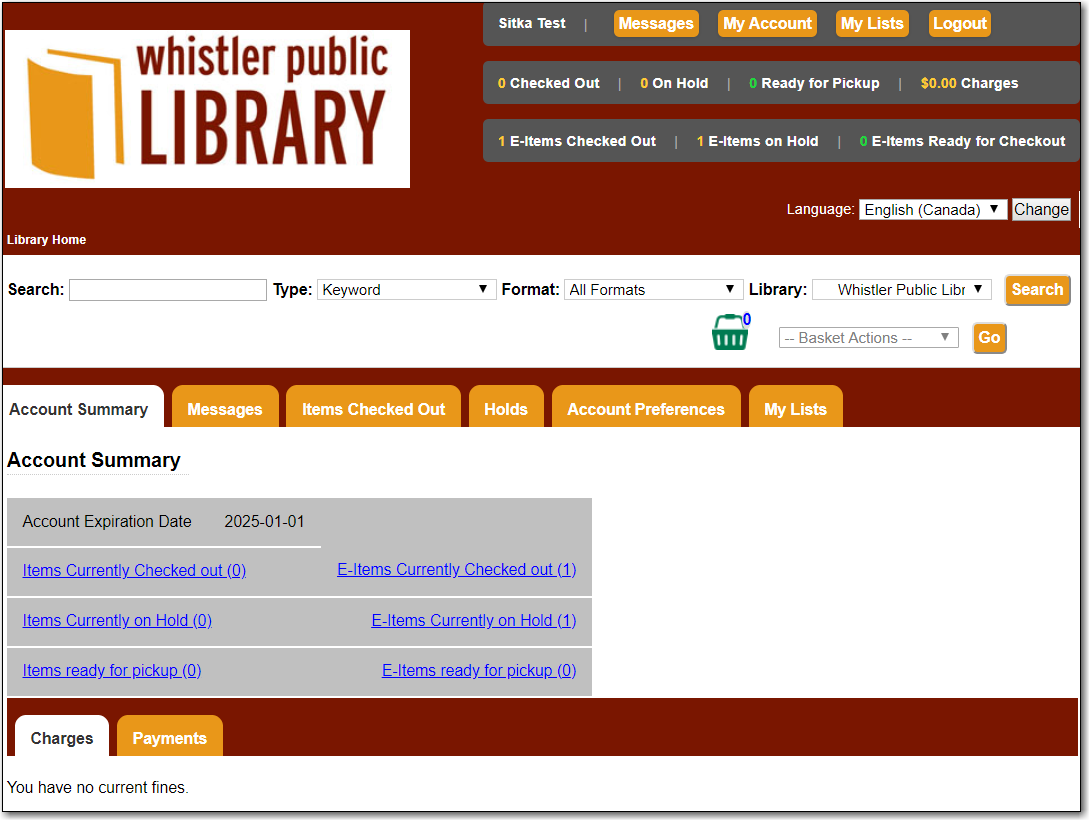 whistler public
LIBRARY
Sitka Test | Messages My Account My Lists Logout
0 Checked Out | 0 On Hold | 0 Ready for Pickup | $0.00 Charges
1 E-Items Checked Out | 1 E-Items on Hold | 0 E-Items Ready for Checkout
Language: English (Canada) Change
Library Home
Search: Type: Keyword Format: All Formats Library: Whistler Public Libr Search
0 -- Basket Actions -- Go
Account Summary Messages Items Checked Out Holds Account Preferences My Lists
Account Summary
Account Expiration Date 2025-01-01
Items Currently Checked out (0) E-Items Currently Checked out (1)
Items Currently on Hold (0) E-Items Currently on Hold (1)
Items ready for pickup (0) E-Items ready for pickup (0)
Charges Payments
You have no current fines.